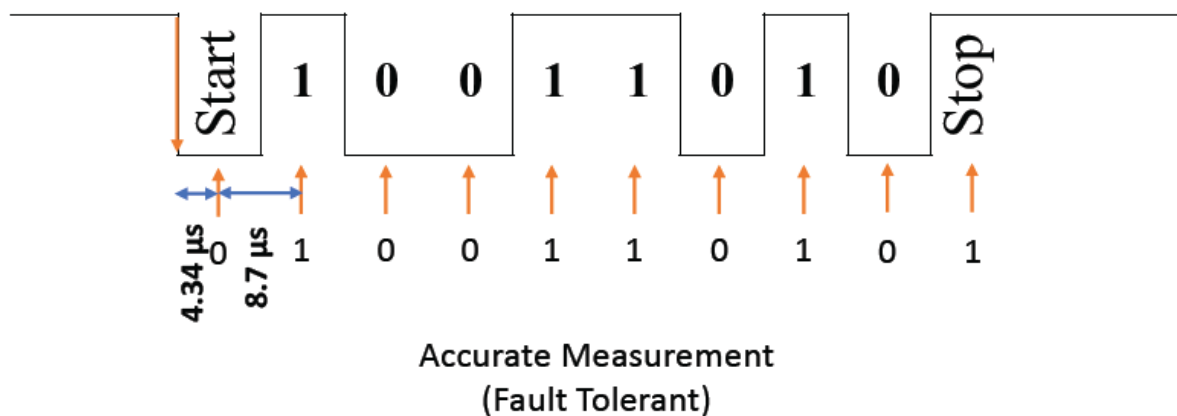 Start 1 0 0 1 1 0 1 0 Stop
0 1 0 0 1 1 0 1 0 1
4.34 μs
8.7 μs
Accurate Measurement
(Fault Tolerant)